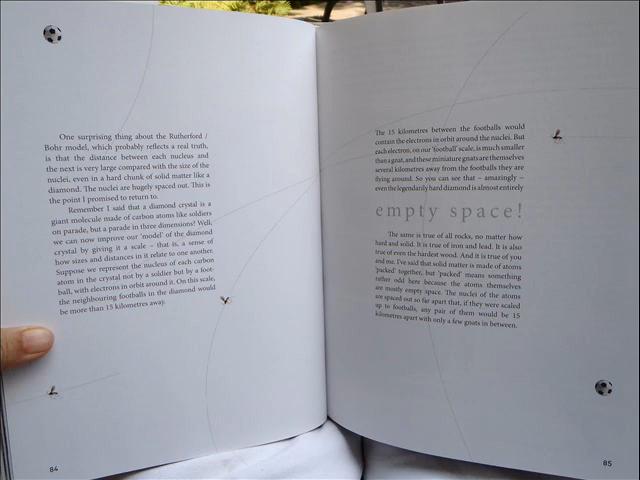 One surprising thing about the Rutherford /
Bohr model, which probably reflects a real truth,
is that the distance between each nucleus and
the next is very large compared with the size of the
nuclei, even in a hard chunk of solid matter like a
diamond. The nuclei are hugely spaced out. This is
the point I promised to return to.
Remember I said that a diamond crystal is a
giant molecule made of carbon atoms like soldiers
on parade, but a parade in three dimensions? Well,
we can now improve our 'model' of the diamond
crystal by giving it a scale – that is, a sense of
how sizes and distances in it relate to one another.
Suppose we represent the nucleus of each carbon
atom in the crystal not by a soldier but by a foot-
ball, with electrons in orbit around it. On this scale,
the neighbouring footballs in the diamond would
be more than 15 kilometres away.
84
The 15 kilometres between the footballs would
contain the electrons in orbit around the nuclei. But
each electron, on our 'football' scale, is much smaller
than a gnat, and these miniature gnats are themselves
several kilometres away from the footballs they are
flying around. So you can see that – amazingly –
even the legendarily hard diamond is almost entirely
empty space!
The same is true of all rocks, no matter how
hard and solid. It is true of iron and lead. It is also
true of even the hardest wood. And it is true of you
and me. I've said that solid matter is made of atoms
'packed' together, but 'packed' means something
rather odd here because the atoms themselves
are mostly empty space. The nuclei of the atoms
are spaced out so far apart that, if they were scaled
up to footballs, any pair of them would be 15
kilometres apart with only a few gnats in between.
85